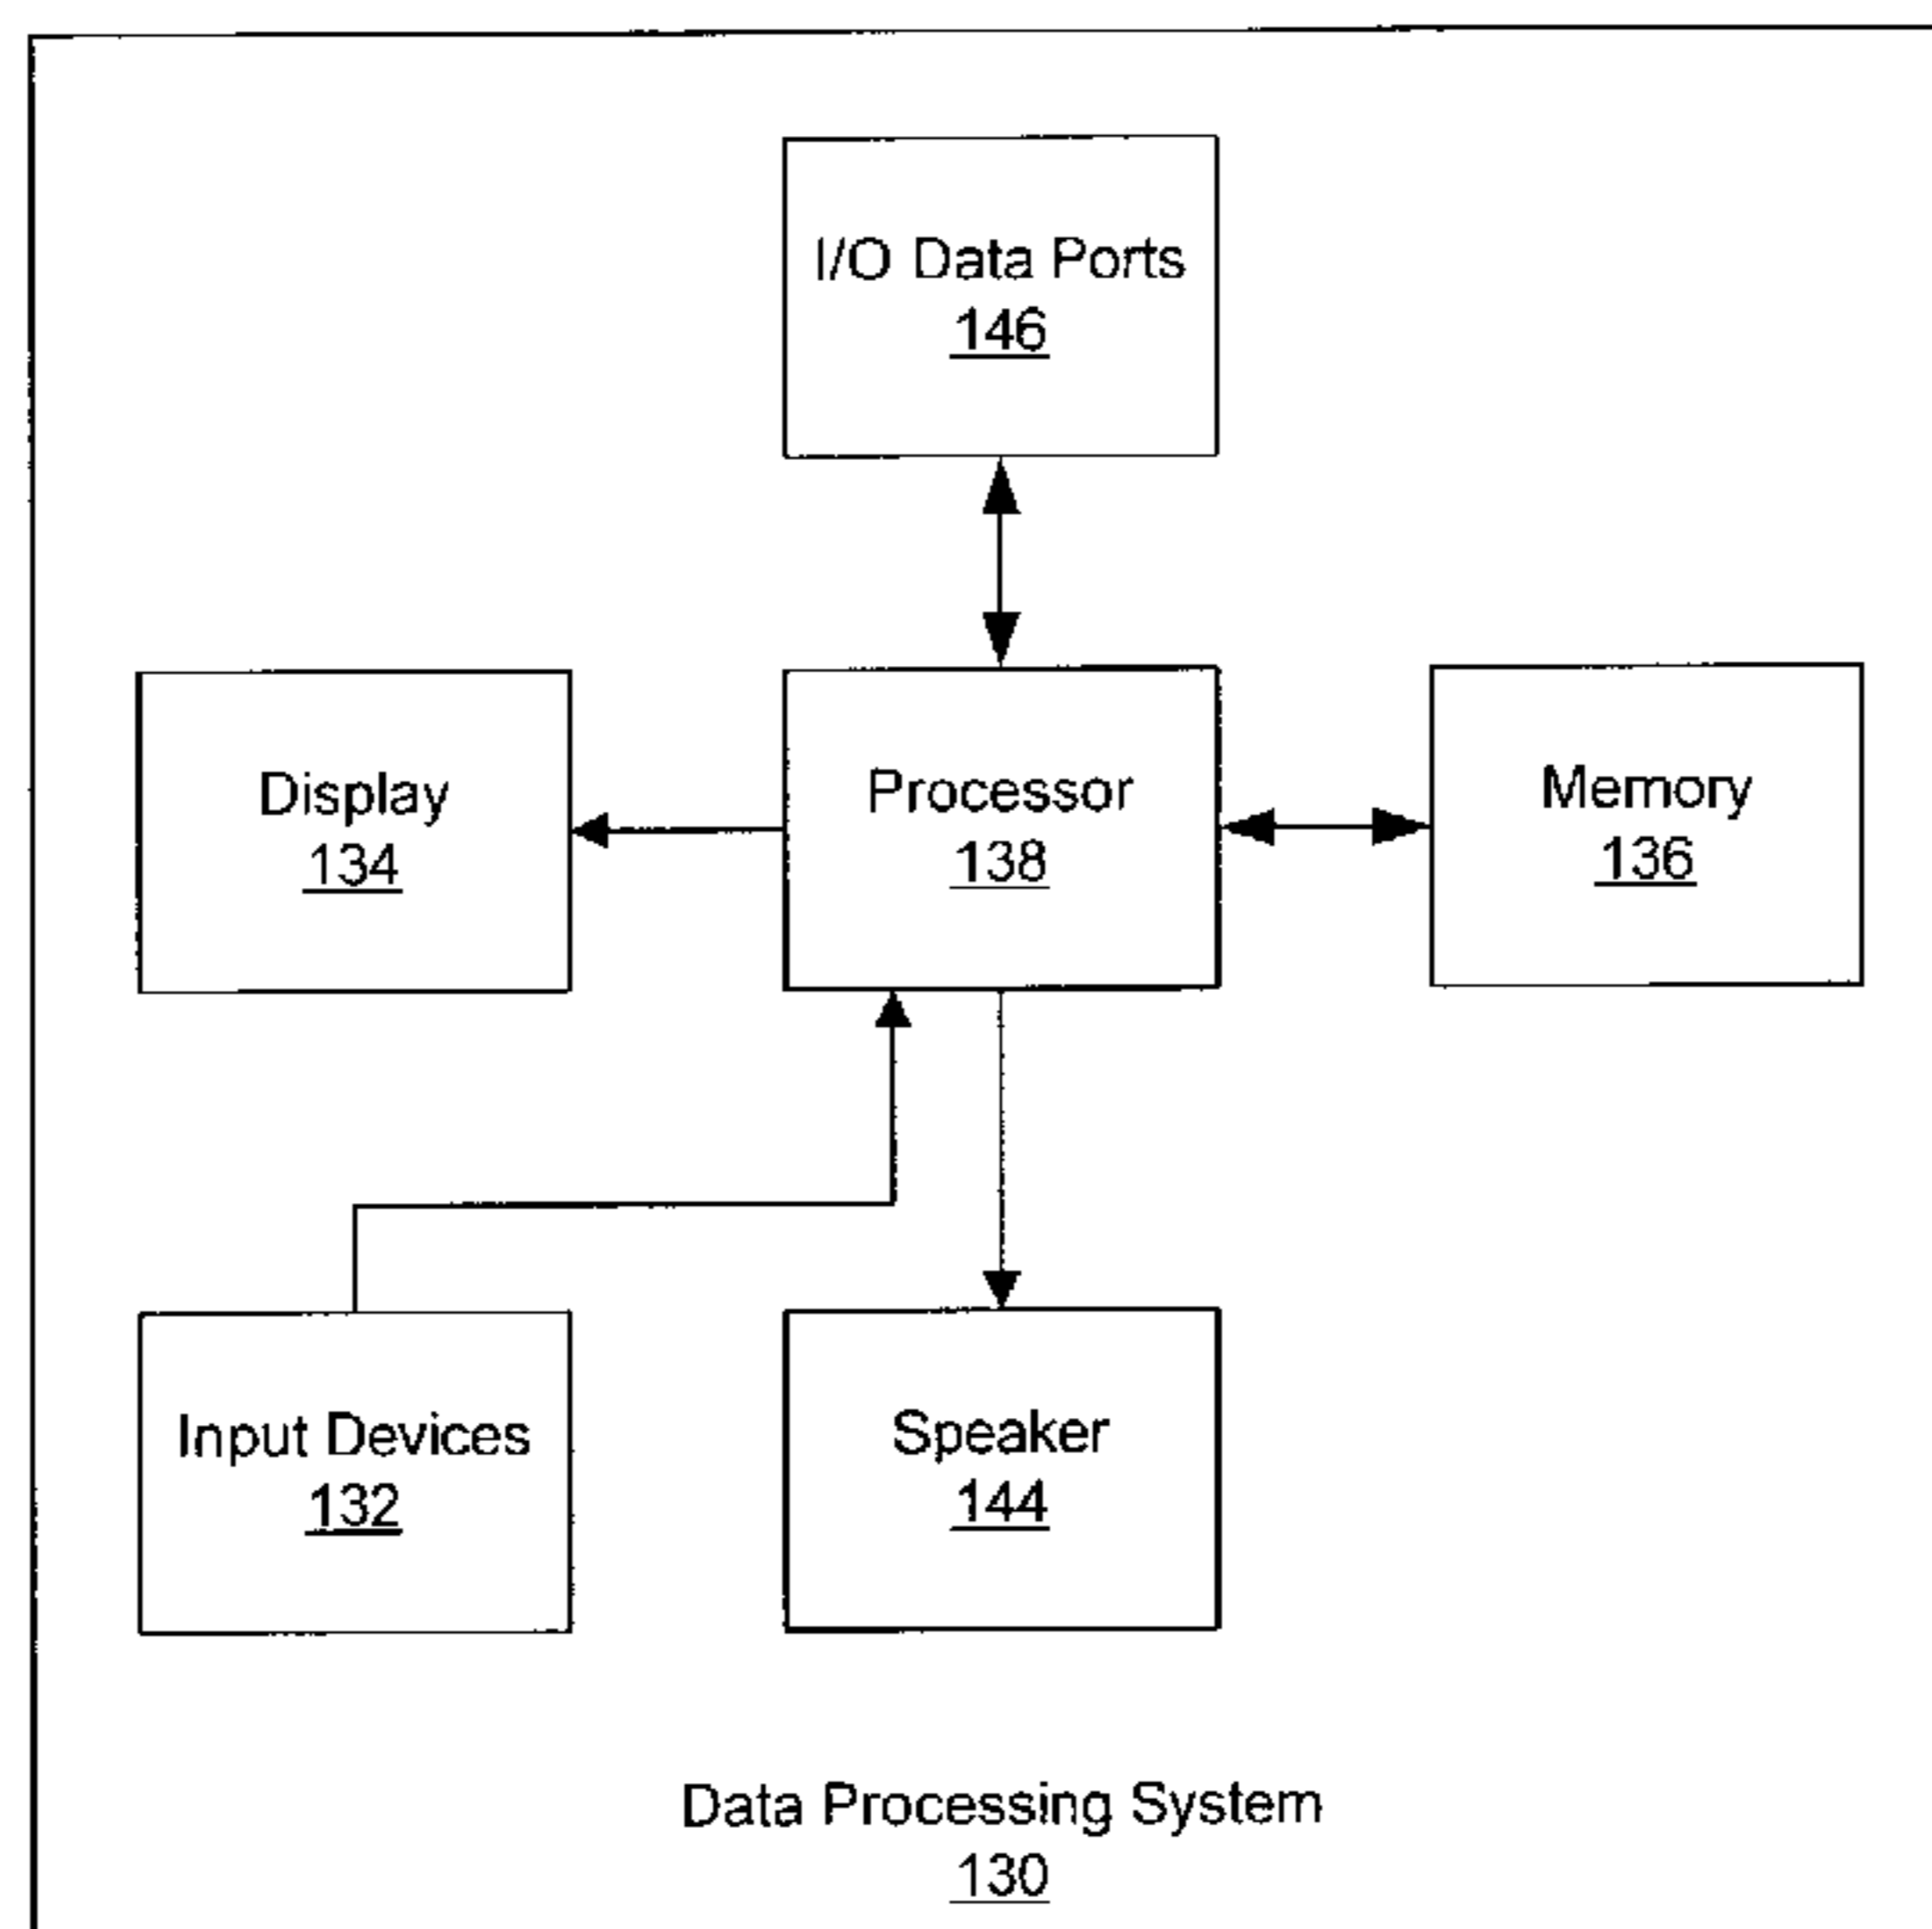 I/O Data Ports
146
Display
134
Processor
138
Memory
136
Input Devices
132
Speaker
144
Data Processing System
130